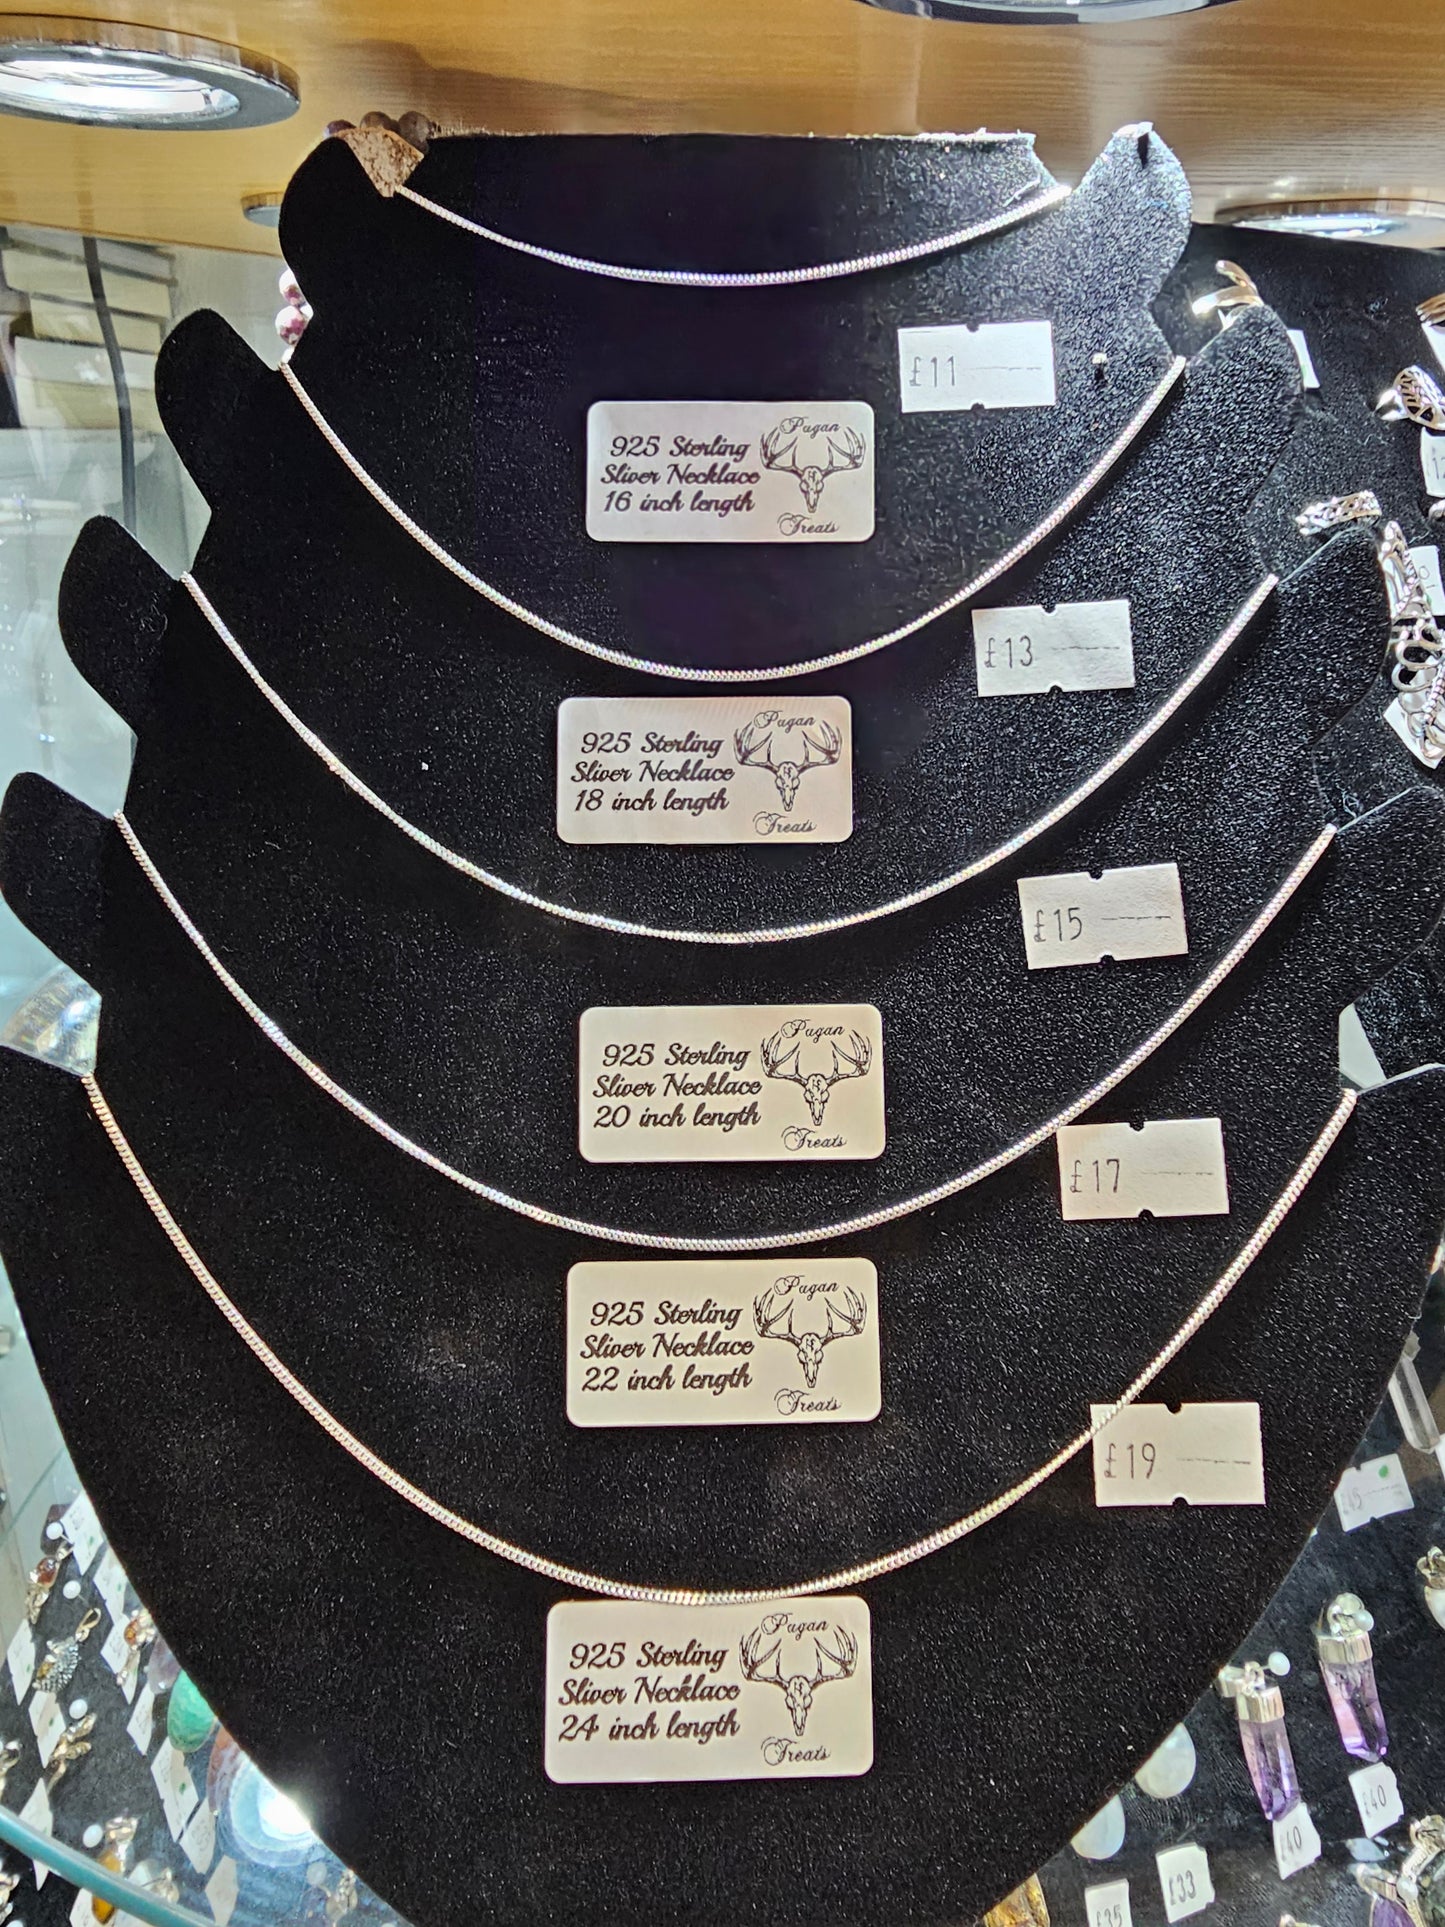 £11
925 Sterling
Sliver Necklace
16 inch length
Pagan
Treats
£13
925 Sterling
Sliver Necklace
18 inch length
Pagan
Treats
£15
925 Sterling
Sliver Necklace
20 inch length
Pagan
Treats
£17
925 Sterling
Sliver Necklace
22 inch length
Pagan
Treats
£19
925 Sterling
Sliver Necklace
24 inch length
Pagan
Treats
£45
£40
£40
£33
£35